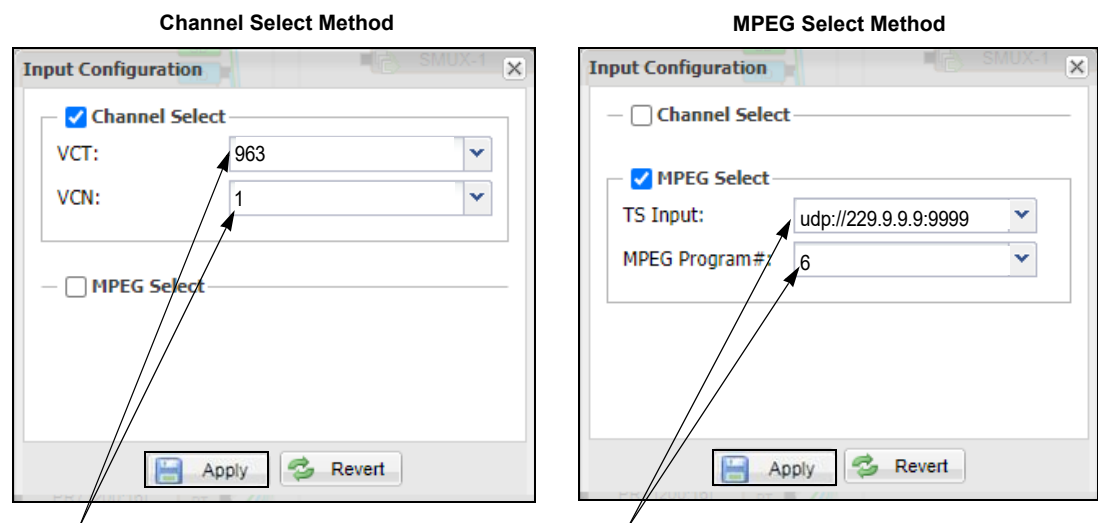 Channel Select Method
Input Configuration
SMUX-1
Channel Select
VCT:
963
VCN:
1
MPEG Select
Apply
Revert
MPEG Select Method
Input Configuration
SMUX-1
Channel Select
MPEG Select
TS Input:
udp://229.9.9.9:9999
MPEG Program#:
6
Apply
Revert